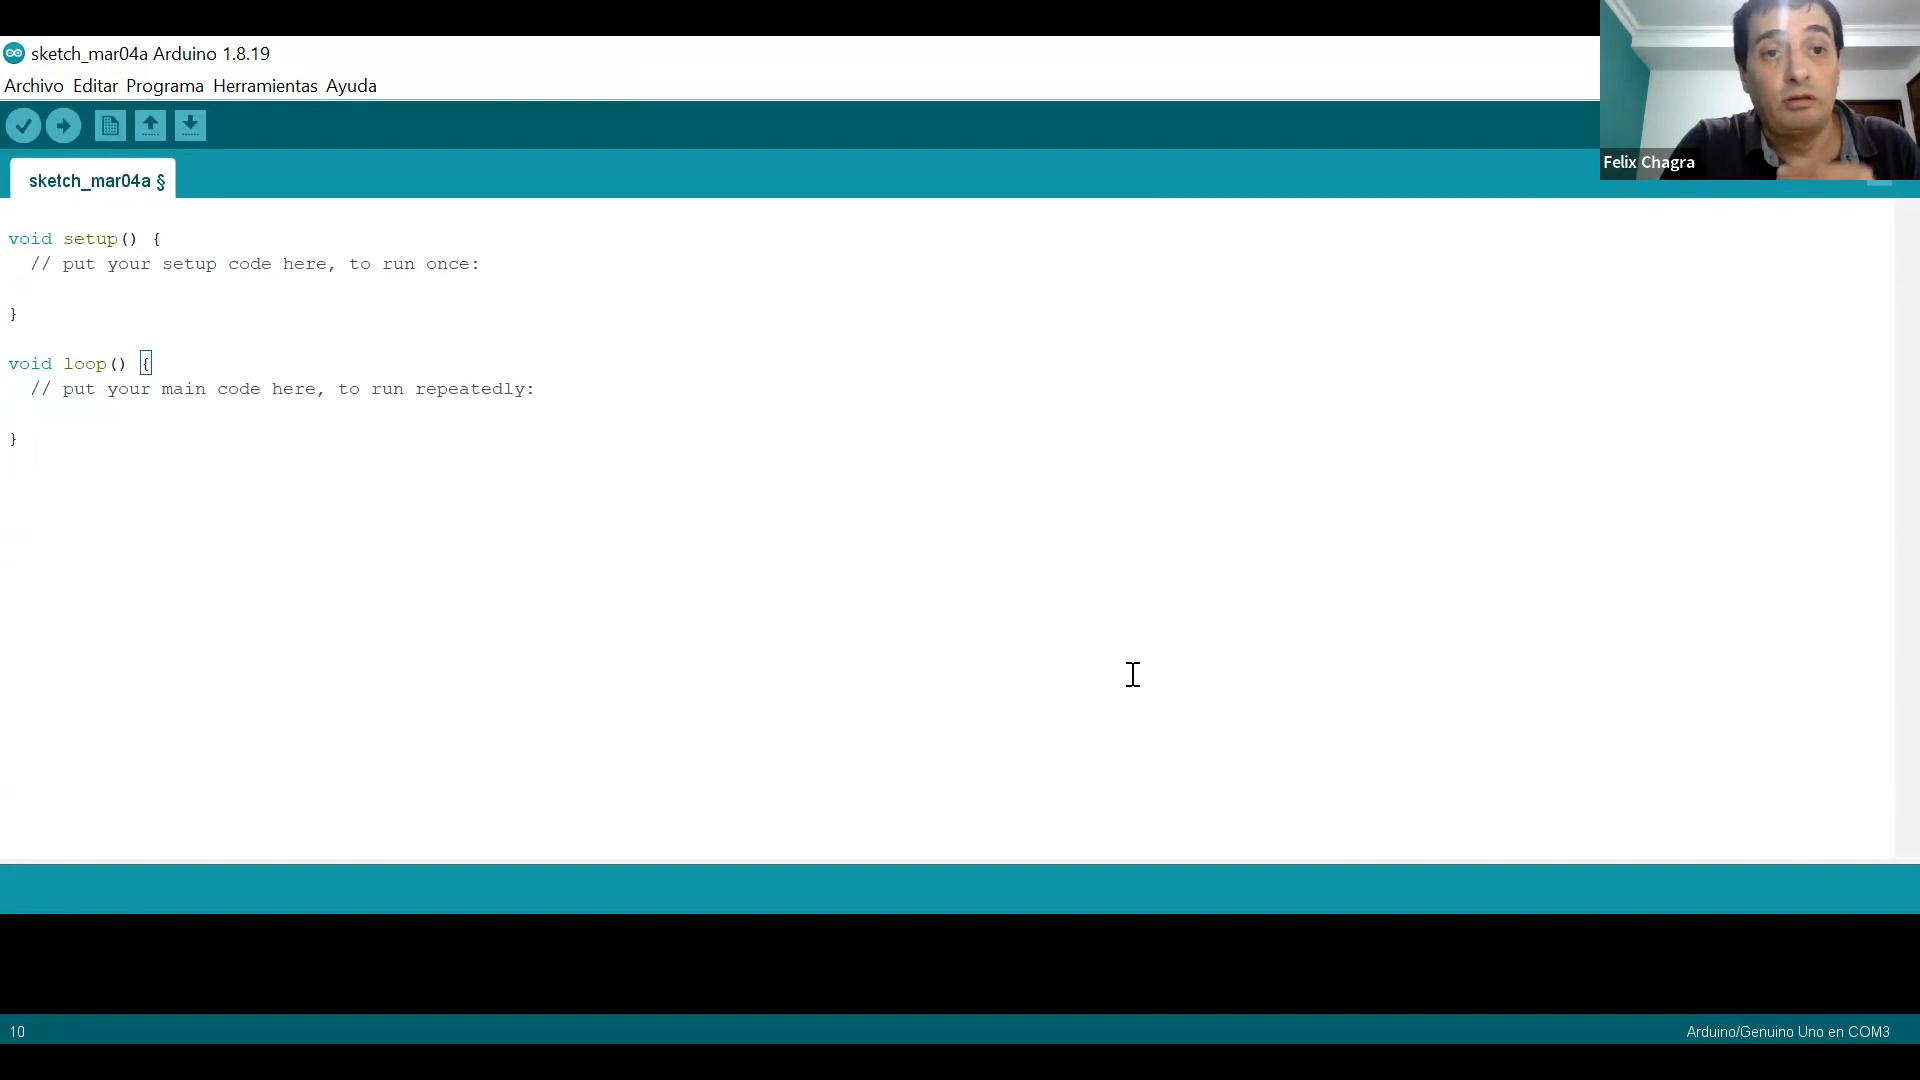 sketch_mar04a Arduino 1.8.19
Archivo Editar Programa Herramientas Ayuda
Felix Chagra
sketch_mar04a §
void setup() {
  // put your setup code here, to run once:
}
void loop() {
  // put your main code here, to run repeatedly:
}
10
Arduino/Genuino Uno en COM3